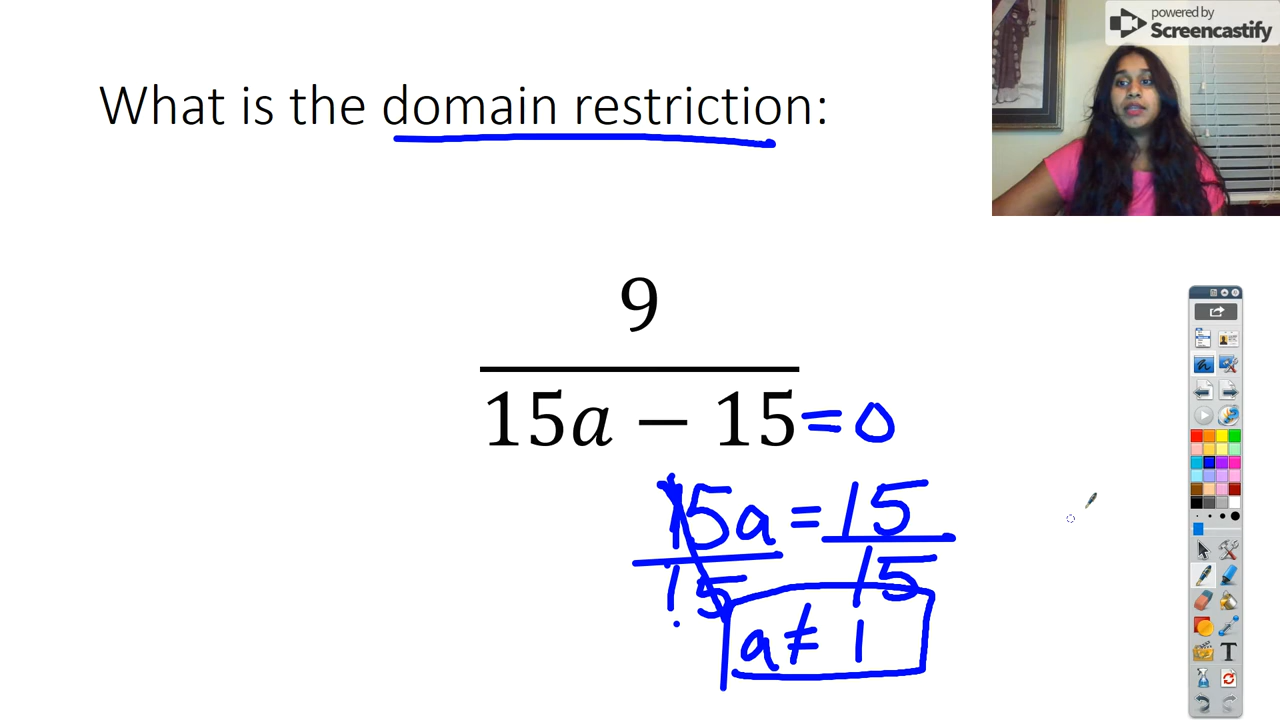 powered by
Screencastify
What is the domain restriction:
9
15a − 15 = 0
15a = 15
15 15
a ≠ 1
T